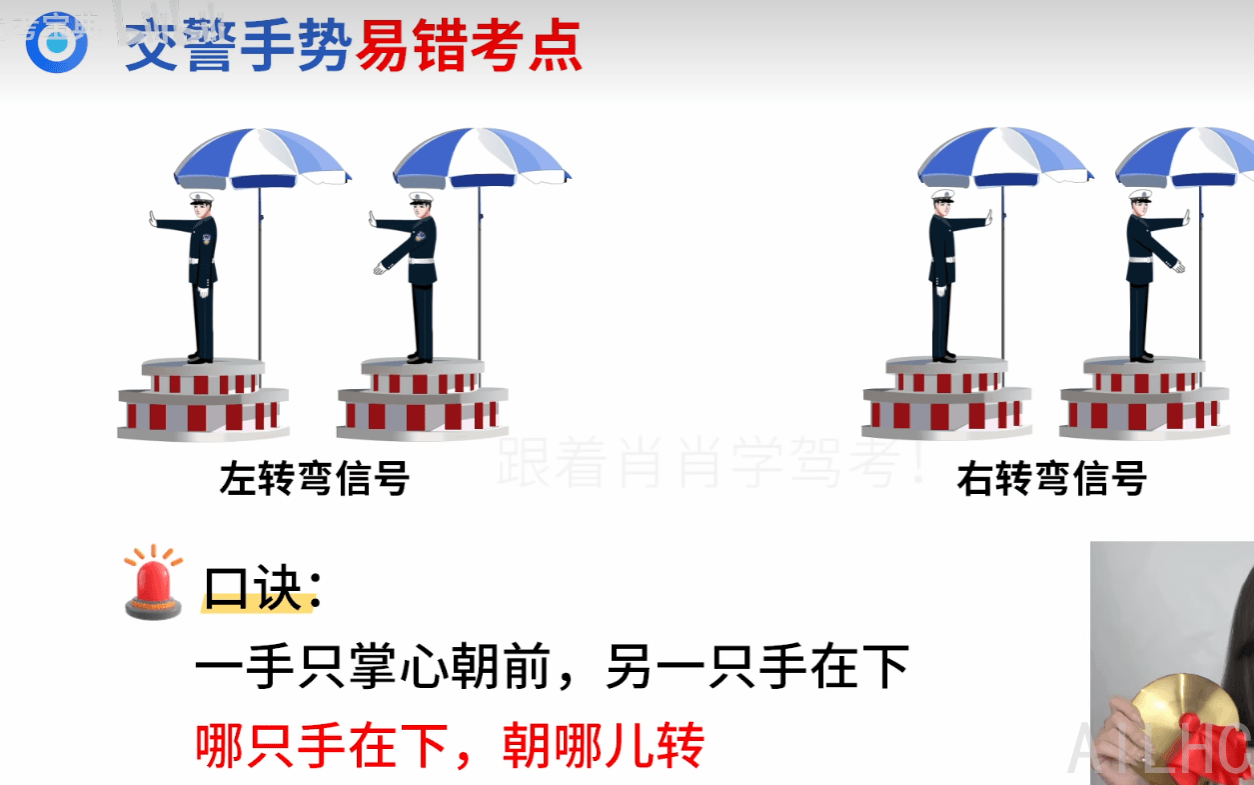 交警手势易错考点
左转弯信号
右转弯信号
跟着肖肖学驾考！
口诀：
一手只掌心朝前，另一只手在下
哪只手在下，朝哪儿转